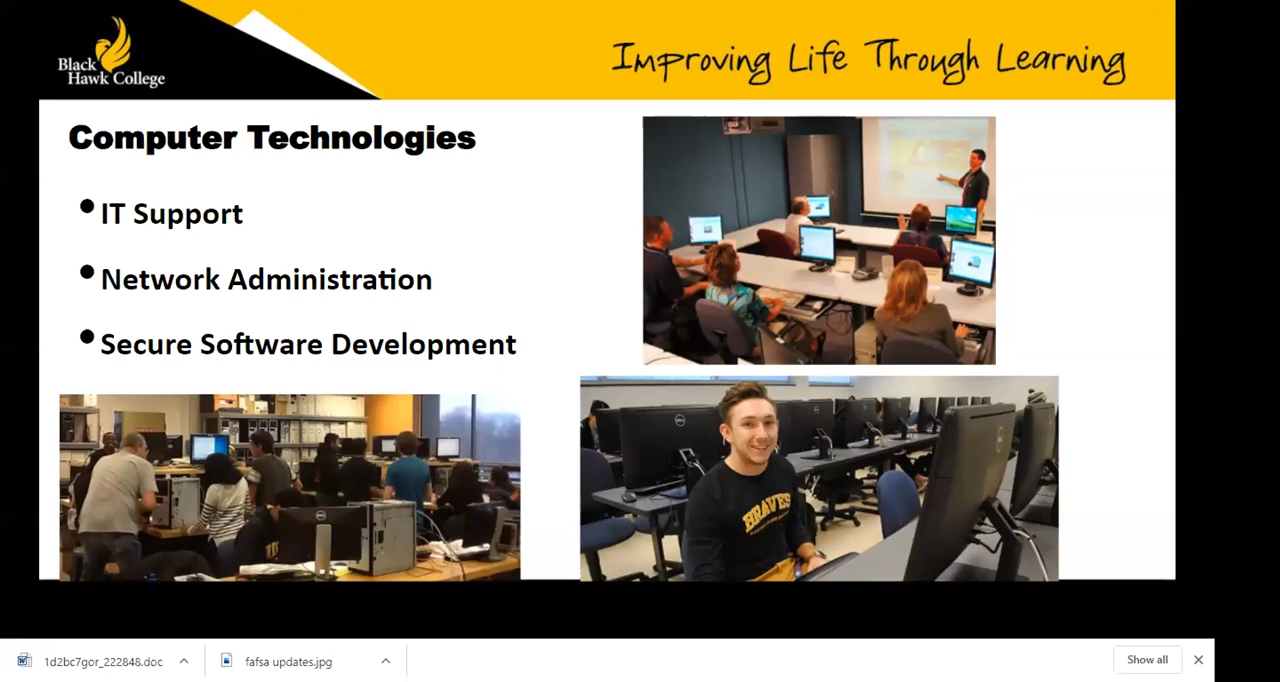 Black
Hawk College
Improving Life Through Learning
Computer Technologies
• IT Support
• Network Administration
• Secure Software Development
BRAVES
1d2bc7gor_222848.doc
fafsa updates.jpg
Show all